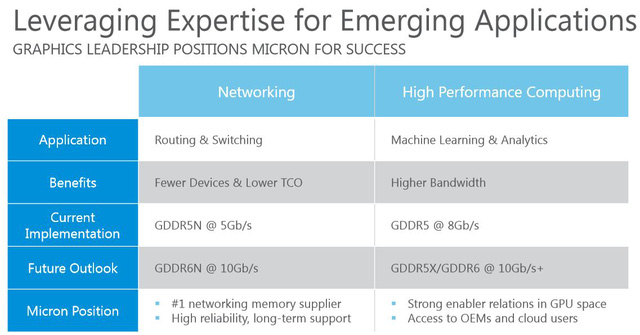 Leveraging Expertise for Emerging Applications
GRAPHICS LEADERSHIP POSITIONS MICRON FOR SUCCESS
Networking High Performance Computing
Application Routing & Switching Machine Learning & Analytics
Benefits Fewer Devices & Lower TCO Higher Bandwidth
Current
Implementation GDDR5N @ 5Gb/s GDDR5 @ 8Gb/s
Future Outlook GDDR6N @ 10Gb/s GDDR5X/GDDR6 @ 10Gb/s+
Micron Position
▪ #1 networking memory supplier
▪ High reliability, long-term support
▪ Strong enabler relations in GPU space
▪ Access to OEMs and cloud users